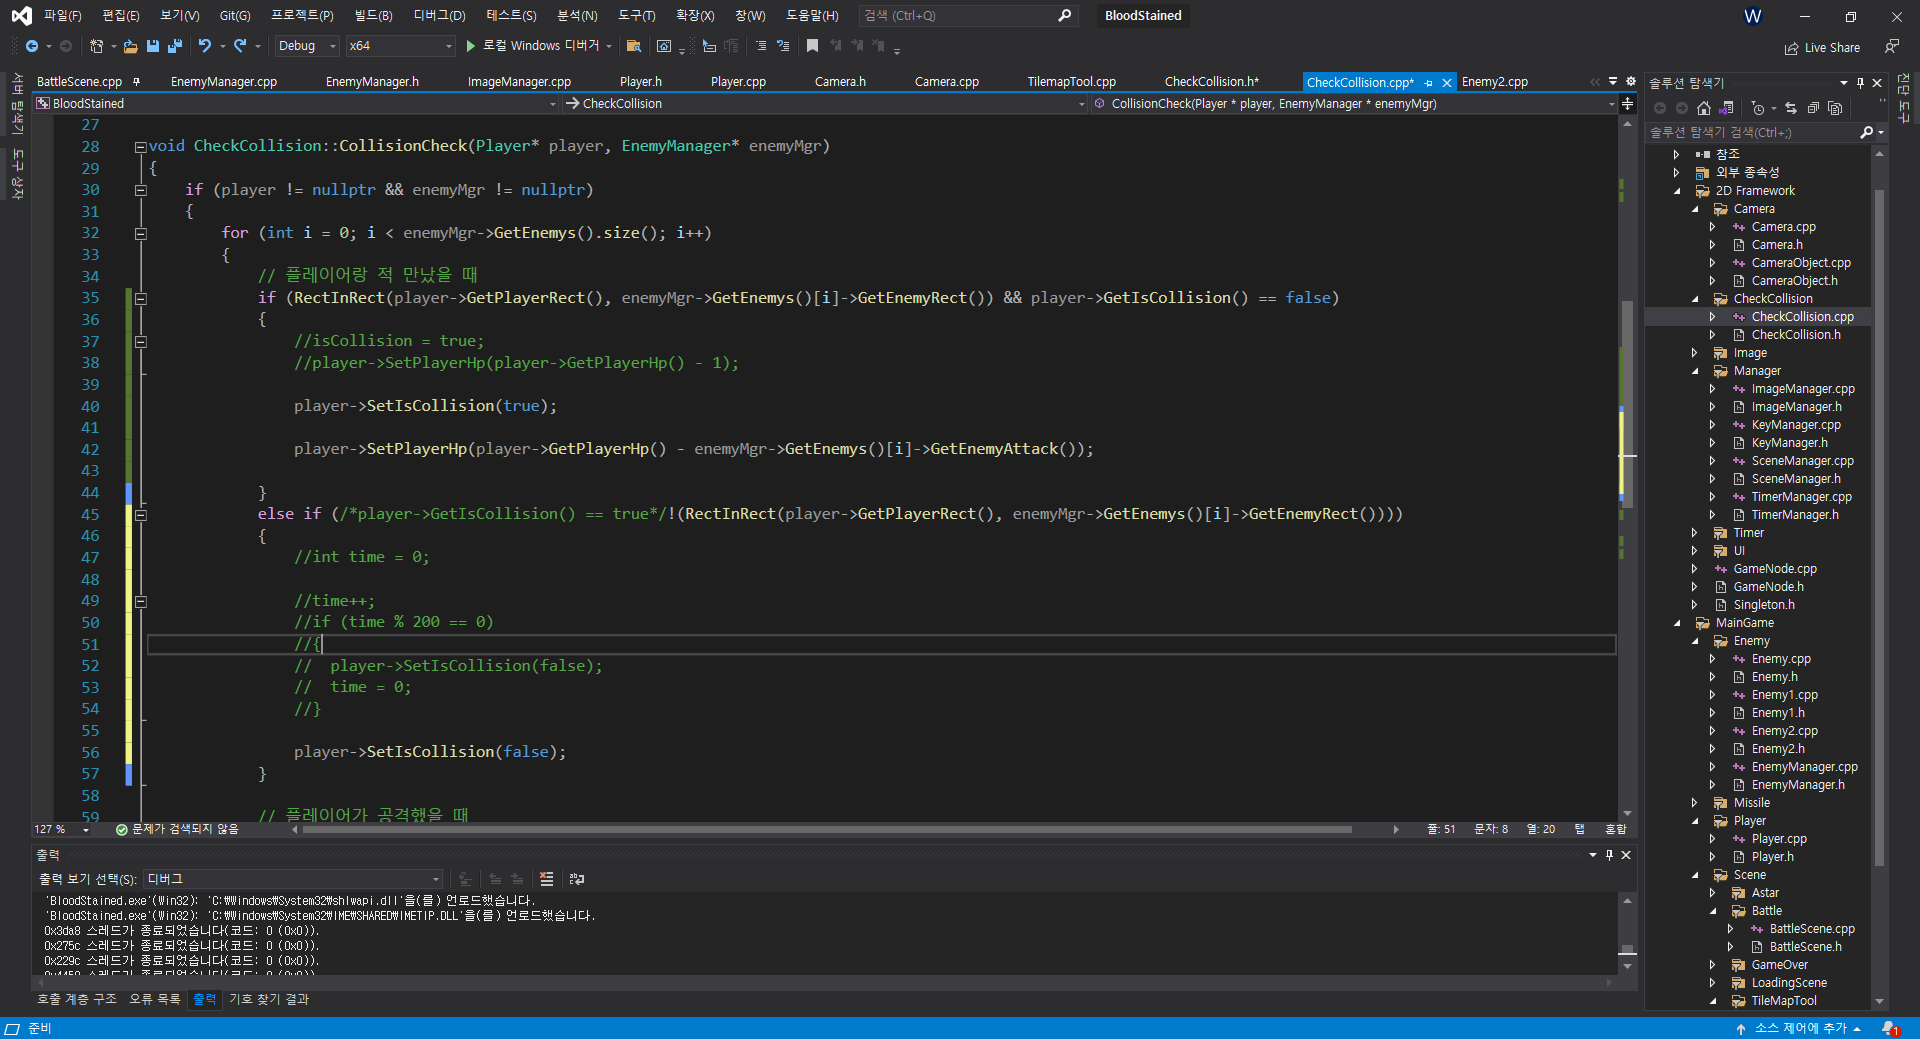 파일(F) 편집(E) 보기(V) Git(G) 프로젝트(P) 빌드(B) 디버그(D) 테스트(S) 분석(N) 도구(T) 확장(X) 창(W) 도움말(H) 검색 (Ctrl+Q) BloodStained W
Debug x64 로컬 Windows 디버거 Live Share
서버 탐색기
도구 상자
BattleScene.cpp EnemyManager.cpp EnemyManager.h ImageManager.cpp Player.h Player.cpp Camera.h Camera.cpp TilemapTool.cpp CheckCollision.h* CheckCollision.cpp* Enemy2.cpp
BloodStained CheckCollision CollisionCheck(Player * player, EnemyManager * enemyMgr)
27
28 void CheckCollision::CollisionCheck(Player* player, EnemyManager* enemyMgr)
29 {
30 if (player != nullptr && enemyMgr != nullptr)
31 {
32 for (int i = 0; i < enemyMgr->GetEnemys().size(); i++)
33 {
34 // 플레이어랑 적 만났을 때
35 if (RectInRect(player->GetPlayerRect(), enemyMgr->GetEnemys()[i]->GetEnemyRect()) && player->GetIsCollision() == false)
36 {
37 //isCollision = true;
38 //player->SetPlayerHp(player->GetPlayerHp() - 1);
39
40 player->SetIsCollision(true);
41
42 player->SetPlayerHp(player->GetPlayerHp() - enemyMgr->GetEnemys()[i]->GetEnemyAttack());
43
44 }
45 else if (/*player->GetIsCollision() == true*/!(RectInRect(player->GetPlayerRect(), enemyMgr->GetEnemys()[i]->GetEnemyRect())))
46 {
47 //int time = 0;
48
49 //time++;
50 //if (time % 200 == 0)
51 //{
52 // player->SetIsCollision(false);
53 // time = 0;
54 //}
55
56 player->SetIsCollision(false);
57 }
58
59 // 플레이어가 공격했을 때
127 % 문제가 검색되지 않음 줄: 51 문자: 8 열: 20 탭 혼합
출력
출력 보기 선택(S): 디버그
'BloodStained.exe'(Win32): 'C:₩Windows₩System32₩shlwapi.dll'을(를) 언로드했습니다.
'BloodStained.exe'(Win32): 'C:₩Windows₩System32₩IME₩SHARED₩IMETIP.DLL'을(를) 언로드했습니다.
0x3da8 스레드가 종료되었습니다(코드: 0 (0x0)).
0x275c 스레드가 종료되었습니다(코드: 0 (0x0)).
0x229c 스레드가 종료되었습니다(코드: 0 (0x0)).
호출 계층 구조 오류 목록 출력 기호 찾기 결과
솔루션 탐색기
솔루션 탐색기 검색(Ctrl+;)
참조
외부 종속성
2D Framework
Camera
Camera.cpp
Camera.h
CameraObject.cpp
CameraObject.h
CheckCollision
CheckCollision.cpp
CheckCollision.h
Image
Manager
ImageManager.cpp
ImageManager.h
KeyManager.cpp
KeyManager.h
SceneManager.cpp
SceneManager.h
TimerManager.cpp
TimerManager.h
Timer
UI
GameNode.cpp
GameNode.h
Singleton.h
MainGame
Enemy
Enemy.cpp
Enemy.h
Enemy1.cpp
Enemy1.h
Enemy2.cpp
Enemy2.h
EnemyManager.cpp
EnemyManager.h
Missile
Player
Player.cpp
Player.h
Scene
Astar
Battle
BattleScene.cpp
BattleScene.h
GameOver
LoadingScene
TileMapTool
진단 도구
준비 소스 제어에 추가 1